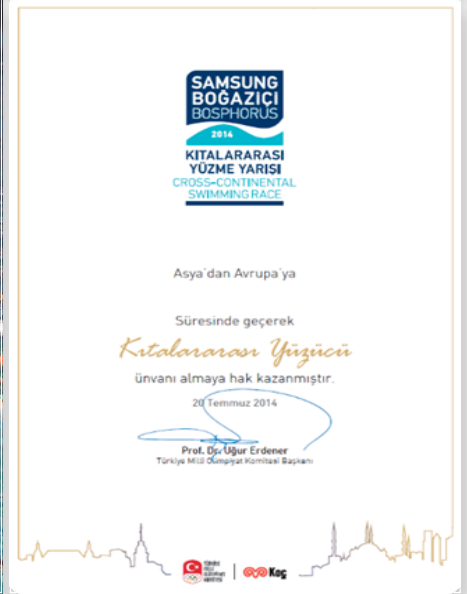 SAMSUNG
BOĞAZİÇİ
BOSPHORUS
2014
KITALARARASI
YÜZME YARIŞI
CROSS-CONTINENTAL
SWIMMING RACE
Asya'dan Avrupa'ya
Süresinde geçerek
Kıtalararası Yüzücü
ünvanı almaya hak kazanmıştır.
20 Temmuz 2014
Prof. Dr. Uğur Erdener
Türkiye Milli Olimpiyat Komitesi Başkanı
Koç